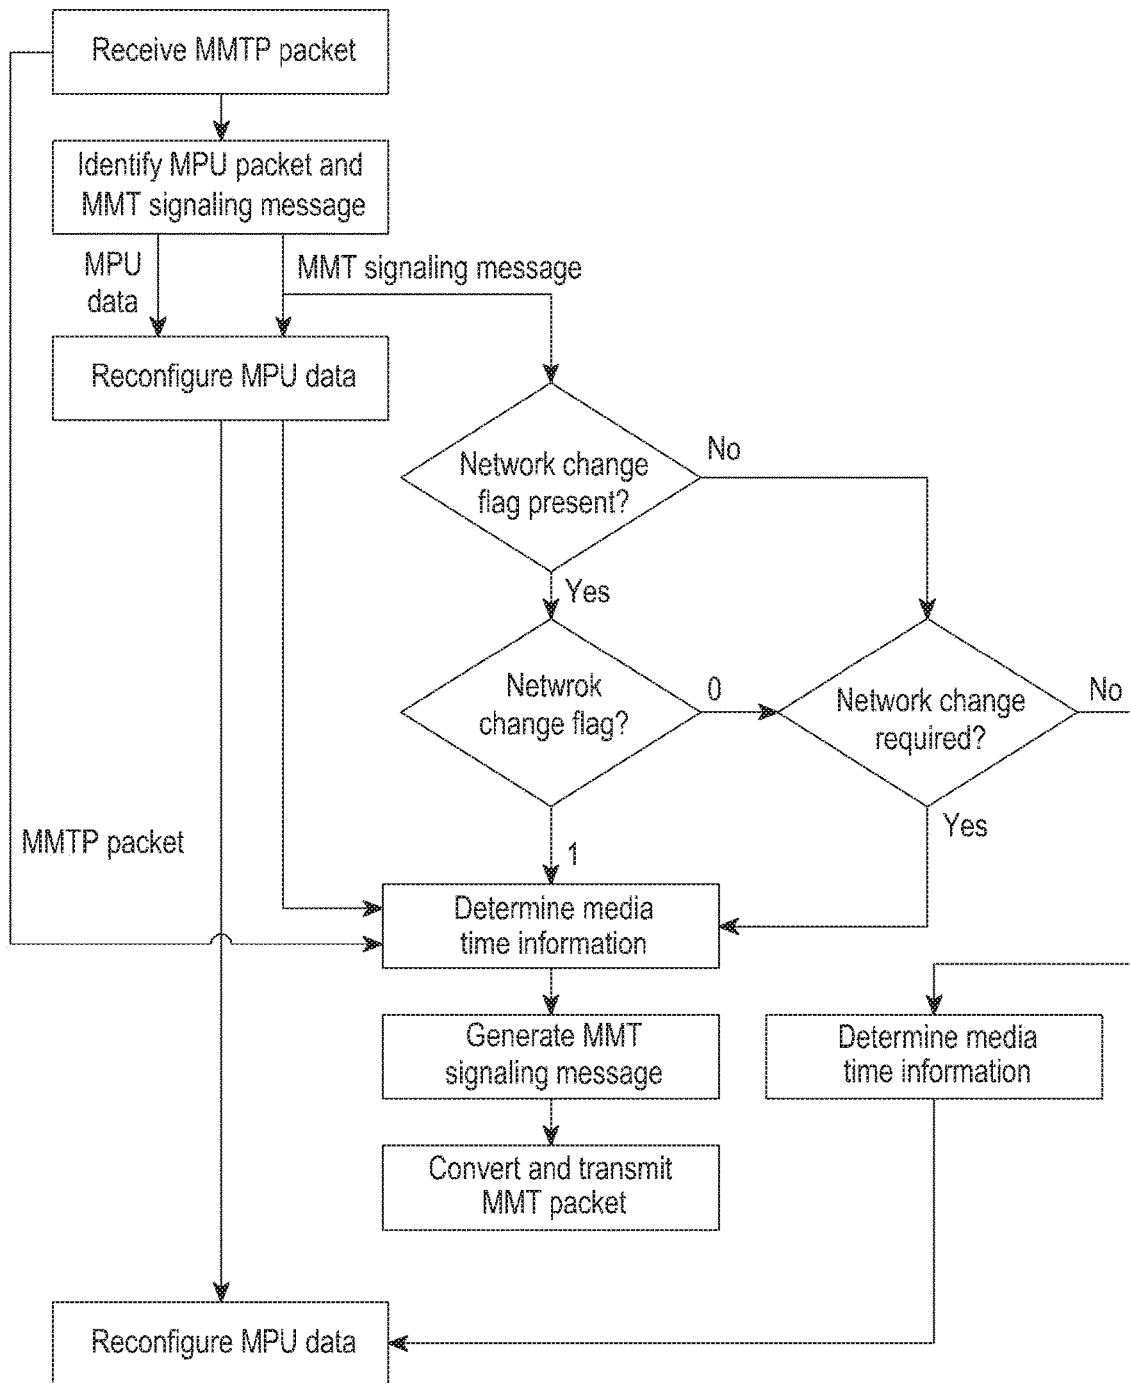 Receive MMTP packet
Identify MPU packet and
MMT signaling message
MPU
data
MMT signaling message
Reconfigure MPU data
Network change
flag present?
No
Yes
Netwrok
change flag?
0
Network change
required?
No
1
Yes
MMTP packet
Determine media
time information
Generate MMT
signaling message
Determine media
time information
Convert and transmit
MMT packet
Reconfigure MPU data